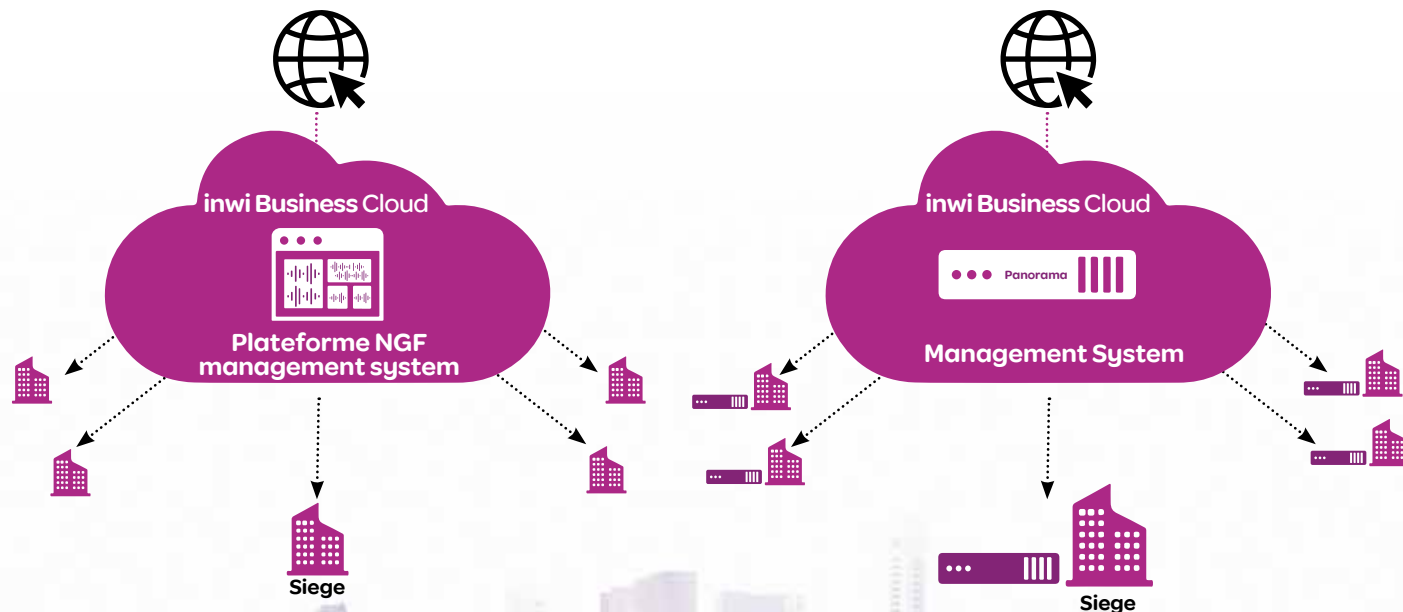 inwi Business Cloud
Plateforme NGF
management system
Siege
inwi Business Cloud
Panorama
Management System
Siege